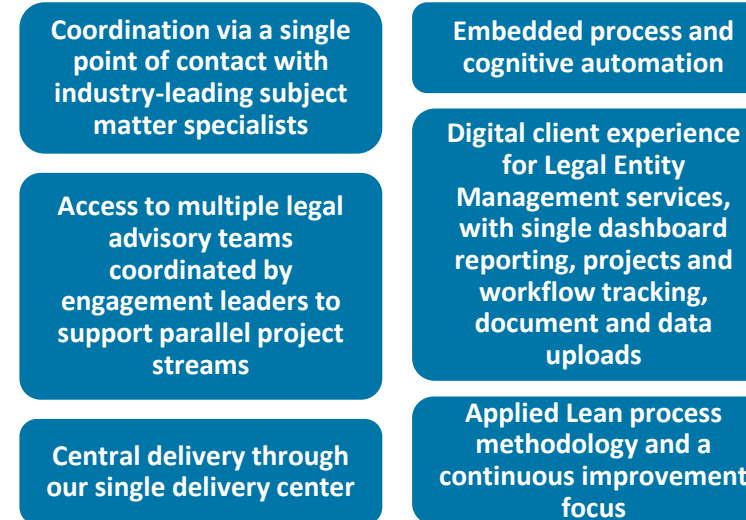 Coordination via a single
point of contact with
industry-leading subject
matter specialists
Access to multiple legal
advisory teams
coordinated by
engagement leaders to
support parallel project
streams
Central delivery through
our single delivery center
Embedded process and
cognitive automation
Digital client experience
for Legal Entity
Management services,
with single dashboard
reporting, projects and
workflow tracking,
document and data
uploads
Applied Lean process
methodology and a
continuous improvement
focus